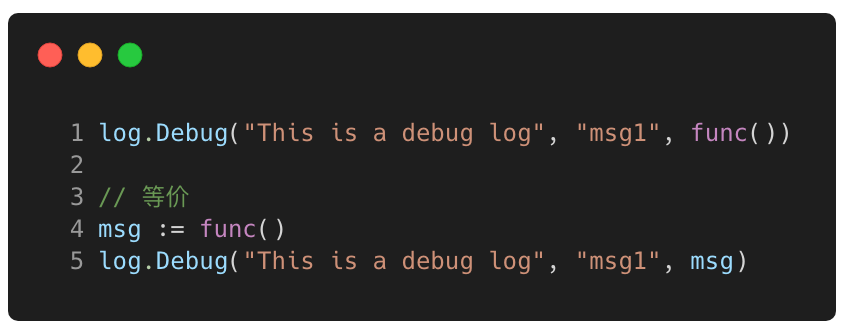 1 log.Debug("This is a debug log", "msg1", func())
2
3 // 等价
4 msg := func()
5 log.Debug("This is a debug log", "msg1", msg)